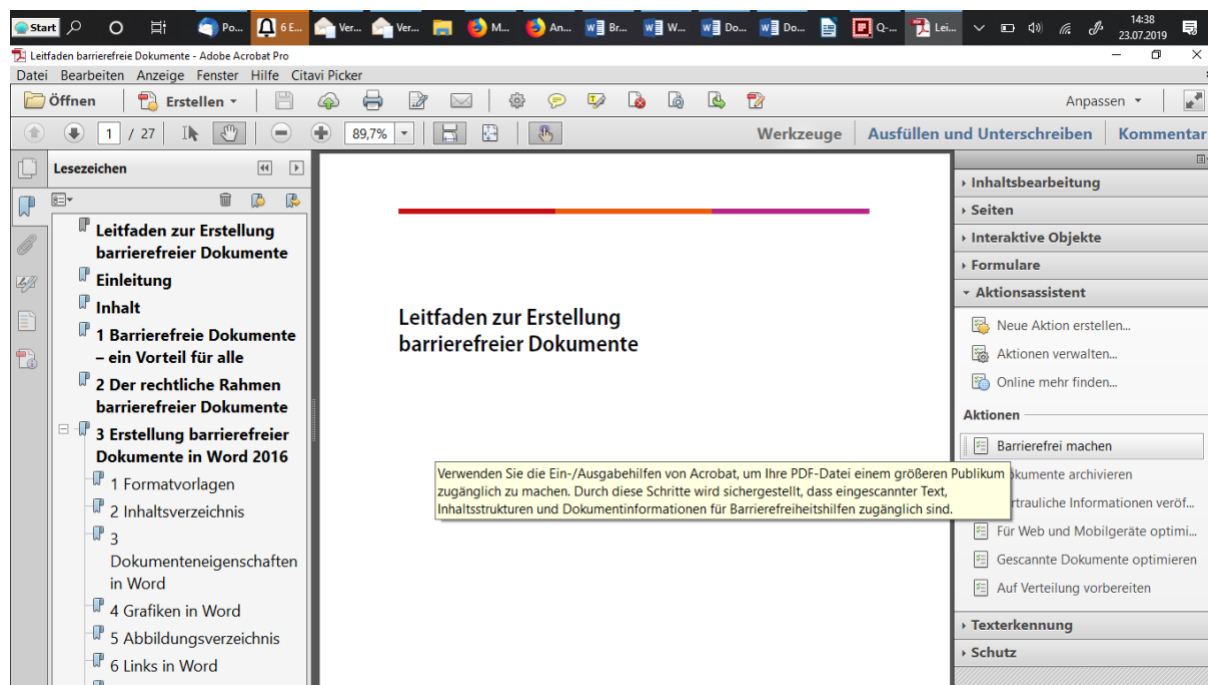 Start
Po...
6 E...
Ver...
Ver...
M...
An...
Br...
W...
Do...
Do...
Q-...
Lei...
14:38
23.07.2019
Leitfaden barrierefreie Dokumente - Adobe Acrobat Pro
Datei Bearbeiten Anzeige Fenster Hilfe Citavi Picker
Öffnen
Erstellen
Anpassen
1 / 27
89,7%
Werkzeuge
Ausfüllen und Unterschreiben
Kommentar
Lesezeichen
Leitfaden zur Erstellung
barrierefreier Dokumente
Einleitung
Inhalt
1 Barrierefreie Dokumente
– ein Vorteil für alle
2 Der rechtliche Rahmen
barrierefreier Dokumente
3 Erstellung barrierefreier
Dokumente in Word 2016
1 Formatvorlagen
2 Inhaltsverzeichnis
3
Dokumenteneigenschaften
in Word
4 Grafiken in Word
5 Abbildungsverzeichnis
6 Links in Word
Leitfaden zur Erstellung
barrierefreier Dokumente
Verwenden Sie die Ein-/Ausgabehilfen von Acrobat, um Ihre PDF-Datei einem größeren Publikum
zugänglich zu machen. Durch diese Schritte wird sichergestellt, dass eingescannter Text,
Inhaltsstrukturen und Dokumentinformationen für Barrierefreiheitshilfen zugänglich sind.
Inhaltsbearbeitung
Seiten
Interaktive Objekte
Formulare
Aktionsassistent
Neue Aktion erstellen...
Aktionen verwalten...
Online mehr finden...
Aktionen
Barrierefrei machen
kumente archivieren
rtrauliche Informationen veröf...
Für Web und Mobilgeräte optimi...
Gescannte Dokumente optimieren
Auf Verteilung vorbereiten
Texterkennung
Schutz